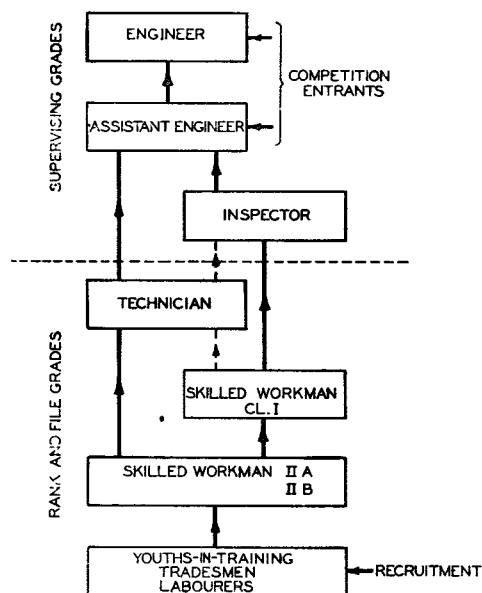 ENGINEER
COMPETITION
ENTRANTS
ASSISTANT ENGINEER
SUPERVISING GRADES
INSPECTOR
TECHNICIAN
SKILLED WORKMAN
CL. I
RANK AND FILE GRADES
SKILLED WORKMAN II A
II B
YOUTHS-IN-TRAINING
TRADESMEN
LABOURERS
RECRUITMENT